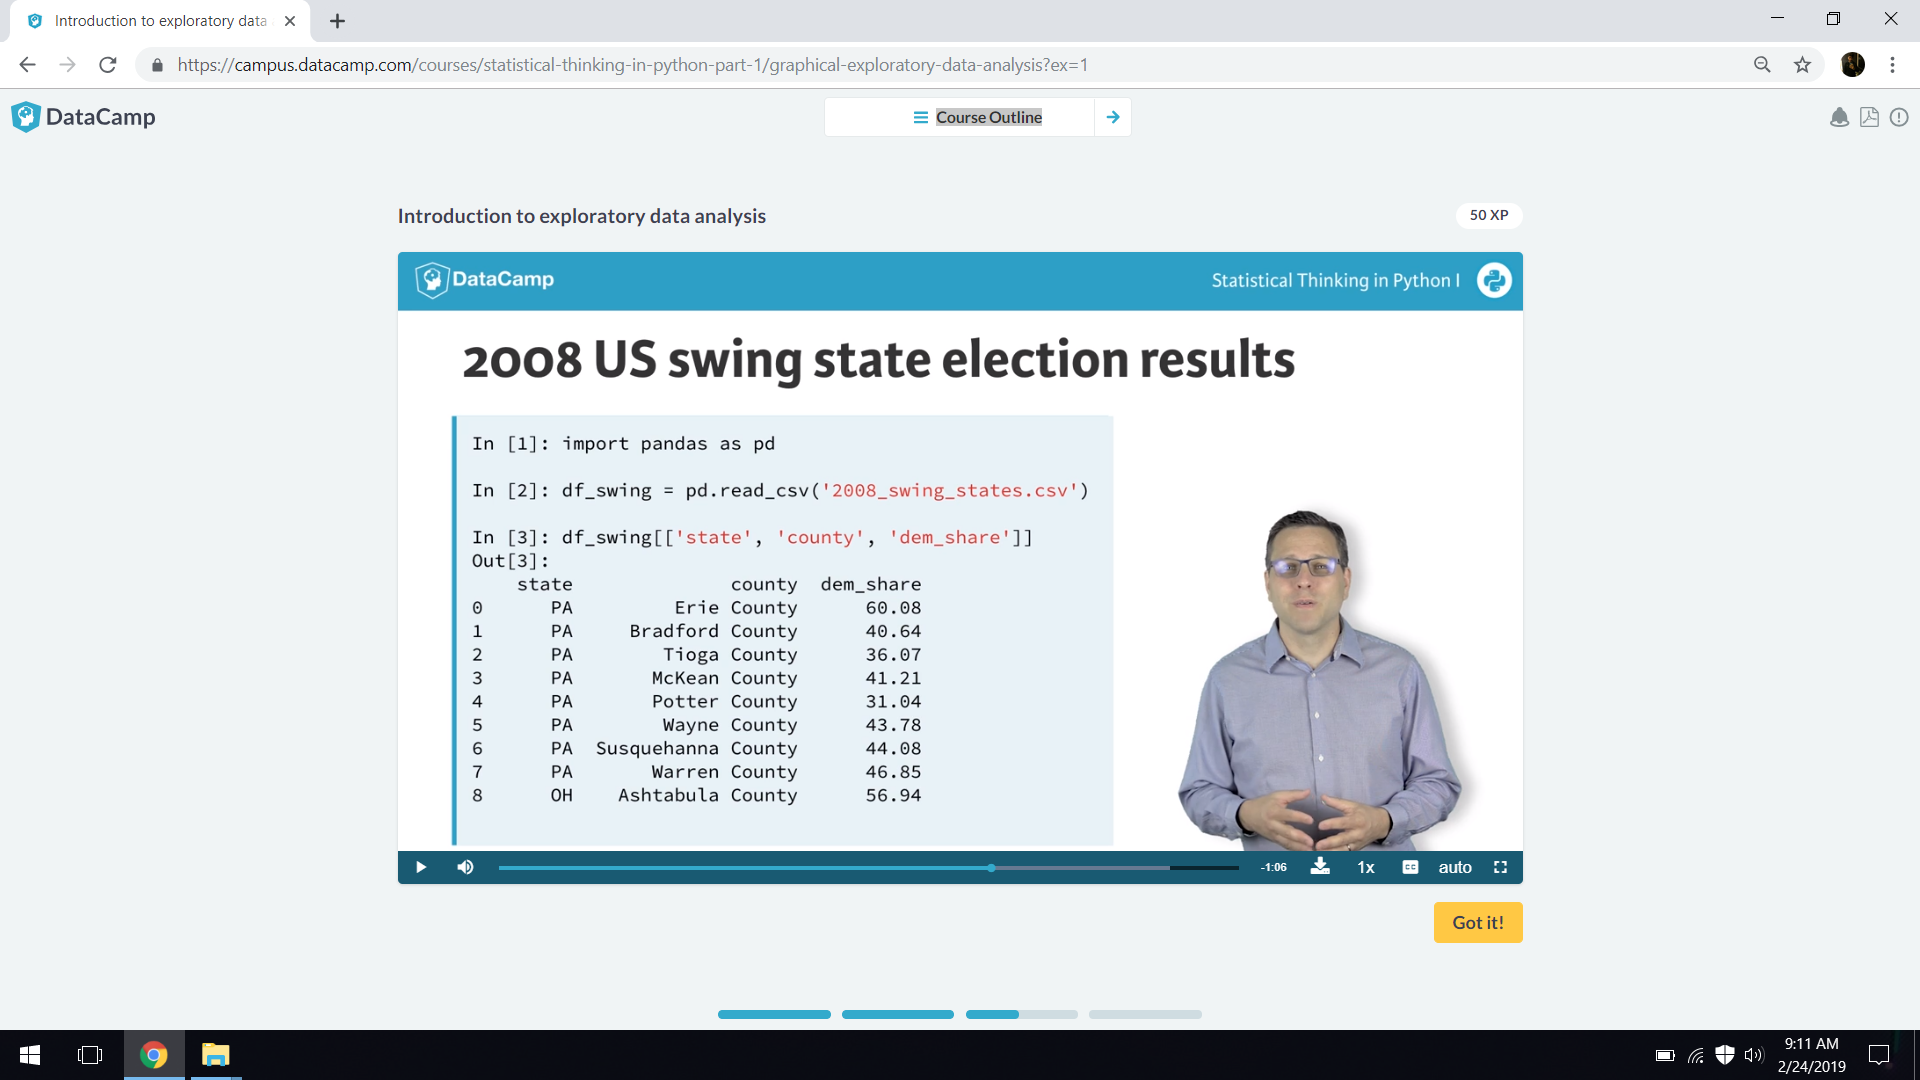 Introduction to exploratory data
https://campus.datacamp.com/courses/statistical-thinking-in-python-part-1/graphical-exploratory-data-analysis?ex=1
DataCamp
Course Outline
Introduction to exploratory data analysis
50 XP
DataCamp
Statistical Thinking in Python I
2008 US swing state election results
In [1]: import pandas as pd
In [2]: df_swing = pd.read_csv('2008_swing_states.csv')
In [3]: df_swing[['state', 'county', 'dem_share']]
Out[3]:
state county dem_share
0 PA Erie County 60.08
1 PA Bradford County 40.64
2 PA Tioga County 36.07
3 PA McKean County 41.21
4 PA Potter County 31.04
5 PA Wayne County 43.78
6 PA Susquehanna County 44.08
7 PA Warren County 46.85
8 OH Ashtabula County 56.94
-1:06
1x
CC
auto
Got it!
9:11 AM
2/24/2019